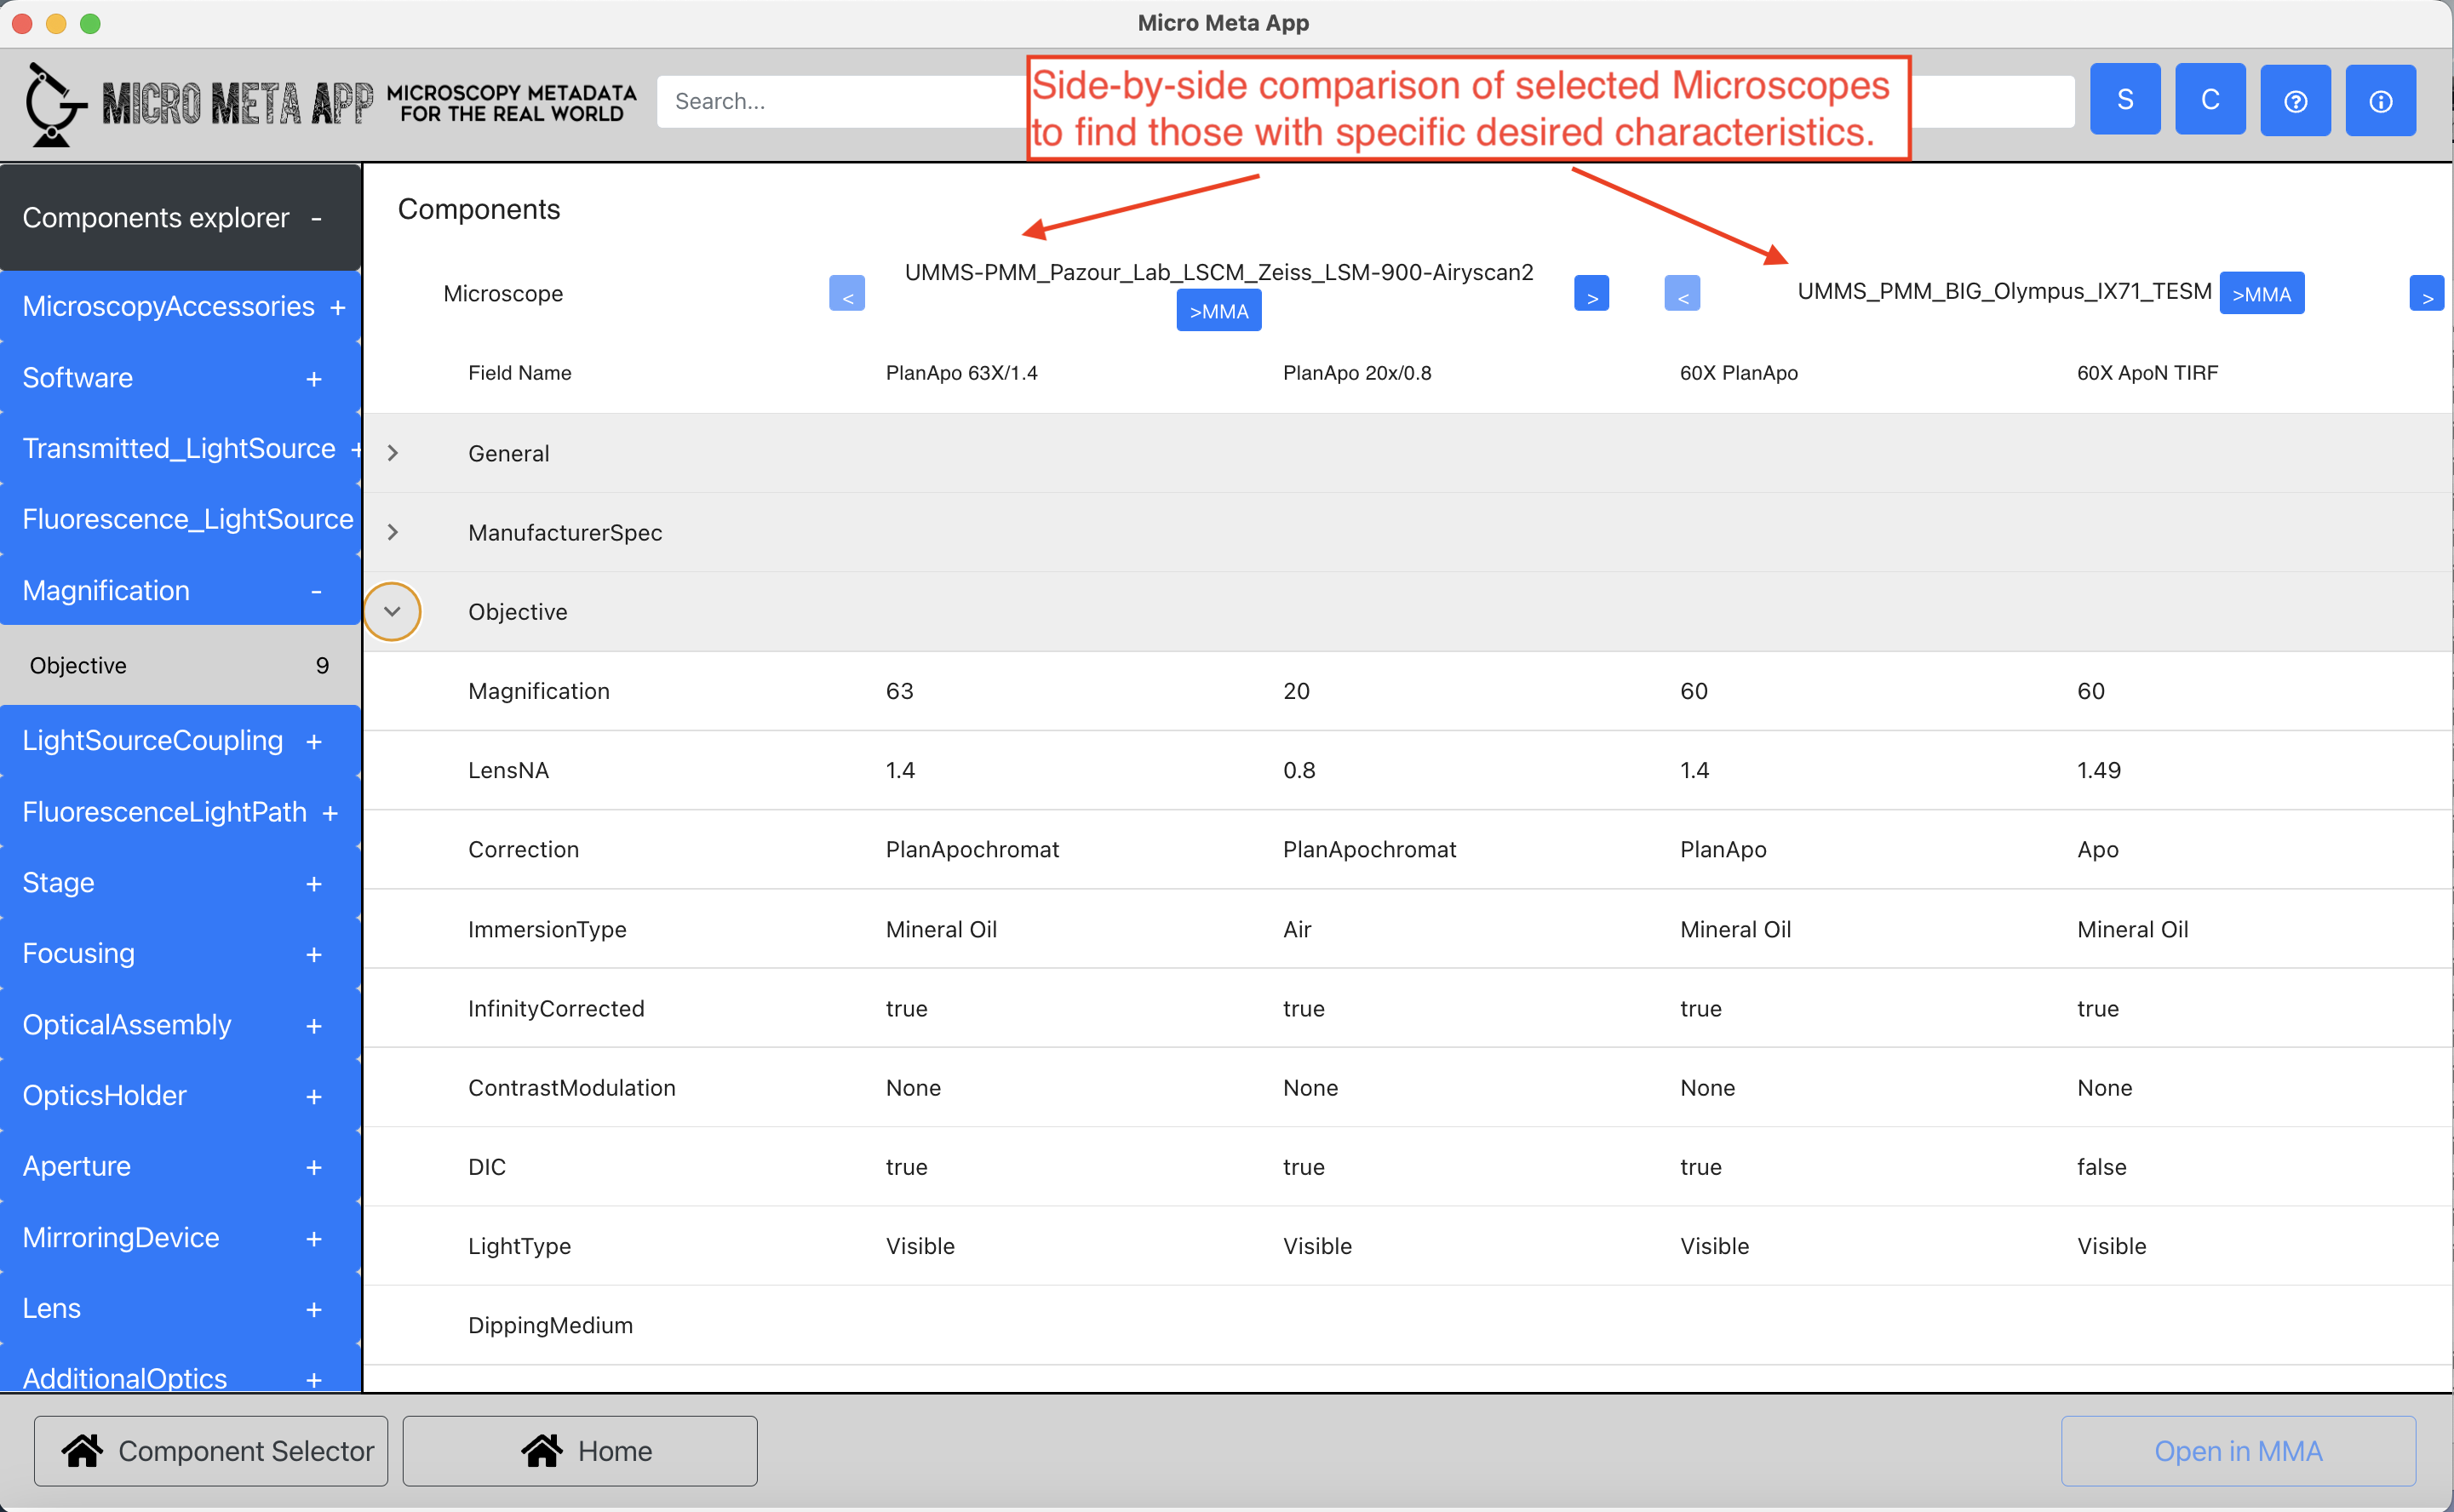 Micro Meta App
MICRO META APP
MICROSCOPY METADATA
FOR THE REAL WORLD
Search...
Side-by-side comparison of selected Microscopes
to find those with specific desired characteristics.
S
C
Components explorer -
MicroscopyAccessories +
Software +
Transmitted_LightSource +
Fluorescence_LightSource
Magnification -
Objective 9
LightSourceCoupling +
FluorescenceLightPath +
Stage +
Focusing +
OpticalAssembly +
OpticsHolder +
Aperture +
MirroringDevice +
Lens +
AdditionalOptics +
Components
Microscope < UMMS-PMM_Pazour_Lab_LSCM_Zeiss_LSM-900-Airyscan2 >MMA > < UMMS_PMM_BIG_Olympus_IX71_TESM >MMA >
Field Name PlanApo 63X/1.4 PlanApo 20x/0.8 60X PlanApo 60X ApoN TIRF
General
ManufacturerSpec
Objective
Magnification 63 20 60 60
LensNA 1.4 0.8 1.4 1.49
Correction PlanApochromat PlanApochromat PlanApo Apo
ImmersionType Mineral Oil Air Mineral Oil Mineral Oil
InfinityCorrected true true true true
ContrastModulation None None None None
DIC true true true false
LightType Visible Visible Visible Visible
DippingMedium
Component Selector
Home
Open in MMA